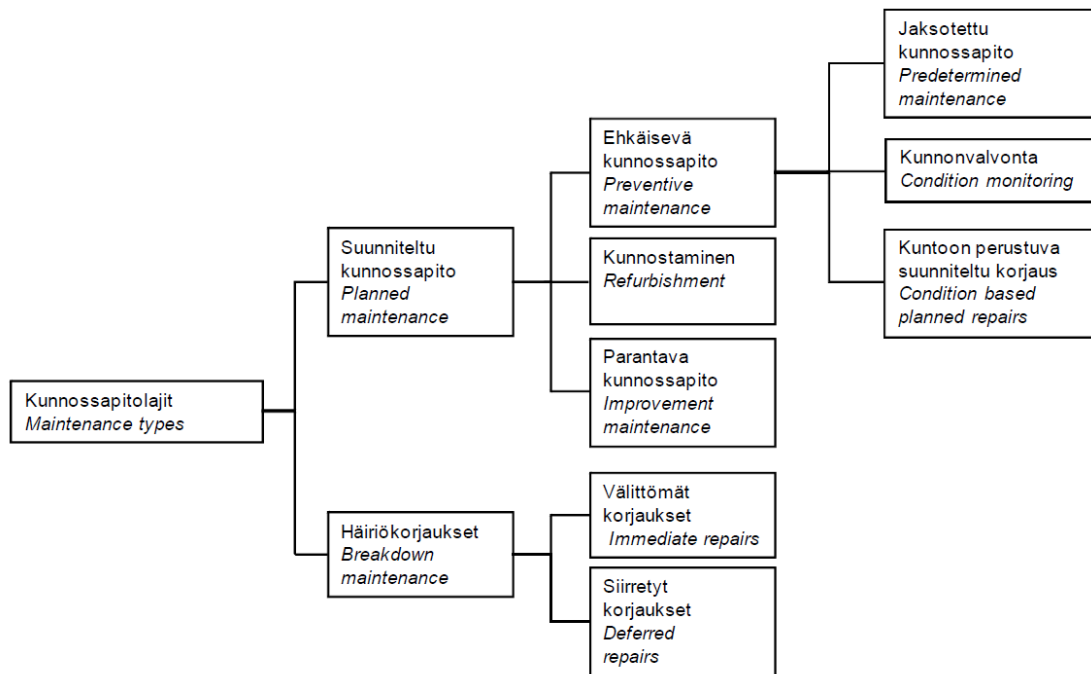 Kunnossapitolajit
Maintenance types
Suunniteltu
kunnossapito
Planned
maintenance
Häiriökorjaukset
Breakdown
maintenance
Ehkäisevä
kunnossapito
Preventive
maintenance
Kunnostaminen
Refurbishment
Parantava
kunnossapito
Improvement
maintenance
Välittömät
korjaukset
Immediate repairs
Siirretyt
korjaukset
Deferred
repairs
Jaksotettu
kunnossapito
Predetermined
maintenance
Kunnonvalvonta
Condition monitoring
Kuntoon perustuva
suunniteltu korjaus
Condition based
planned repairs